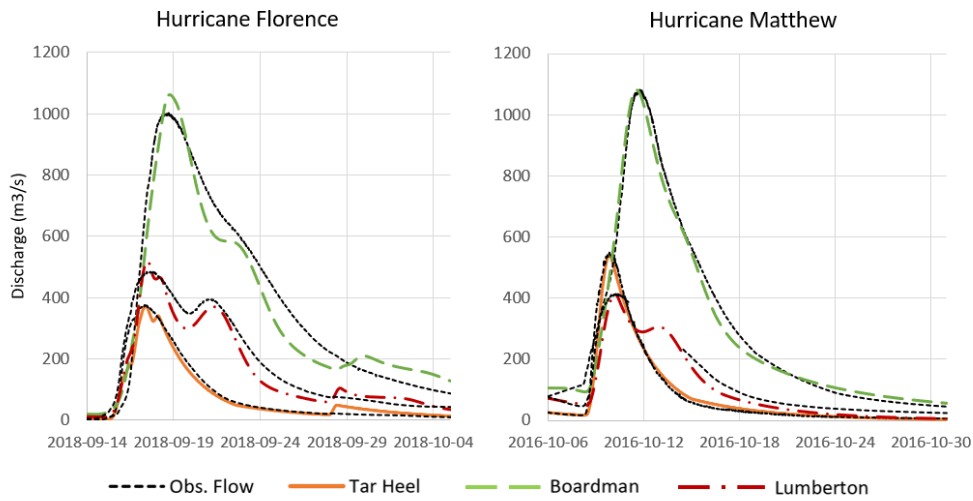 Hurricane Florence
Hurricane Matthew
Discharge (m3/s)
1200
1000
800
600
400
200
0
2018-09-14 2018-09-19 2018-09-24 2018-09-29 2018-10-04
1200
1000
800
600
400
200
0
2016-10-06 2016-10-12 2016-10-18 2016-10-24 2016-10-30
Obs. Flow Tar Heel Boardman Lumberton